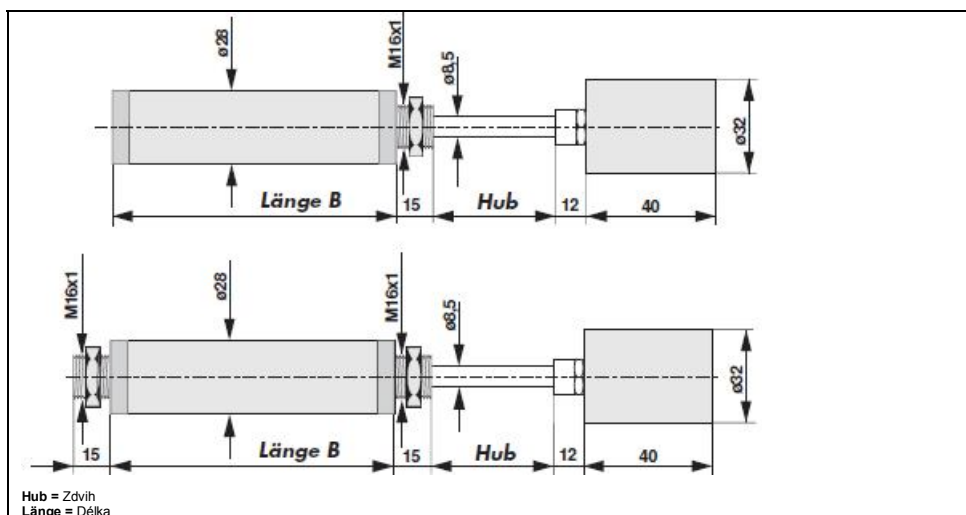 ø28
M16x1
ø8,5
ø32
Länge B
15
Hub
12
40
M16x1
ø28
M16x1
ø8,5
ø32
15
Länge B
15
Hub
12
40
Hub = Zdvih
Länge = Délka